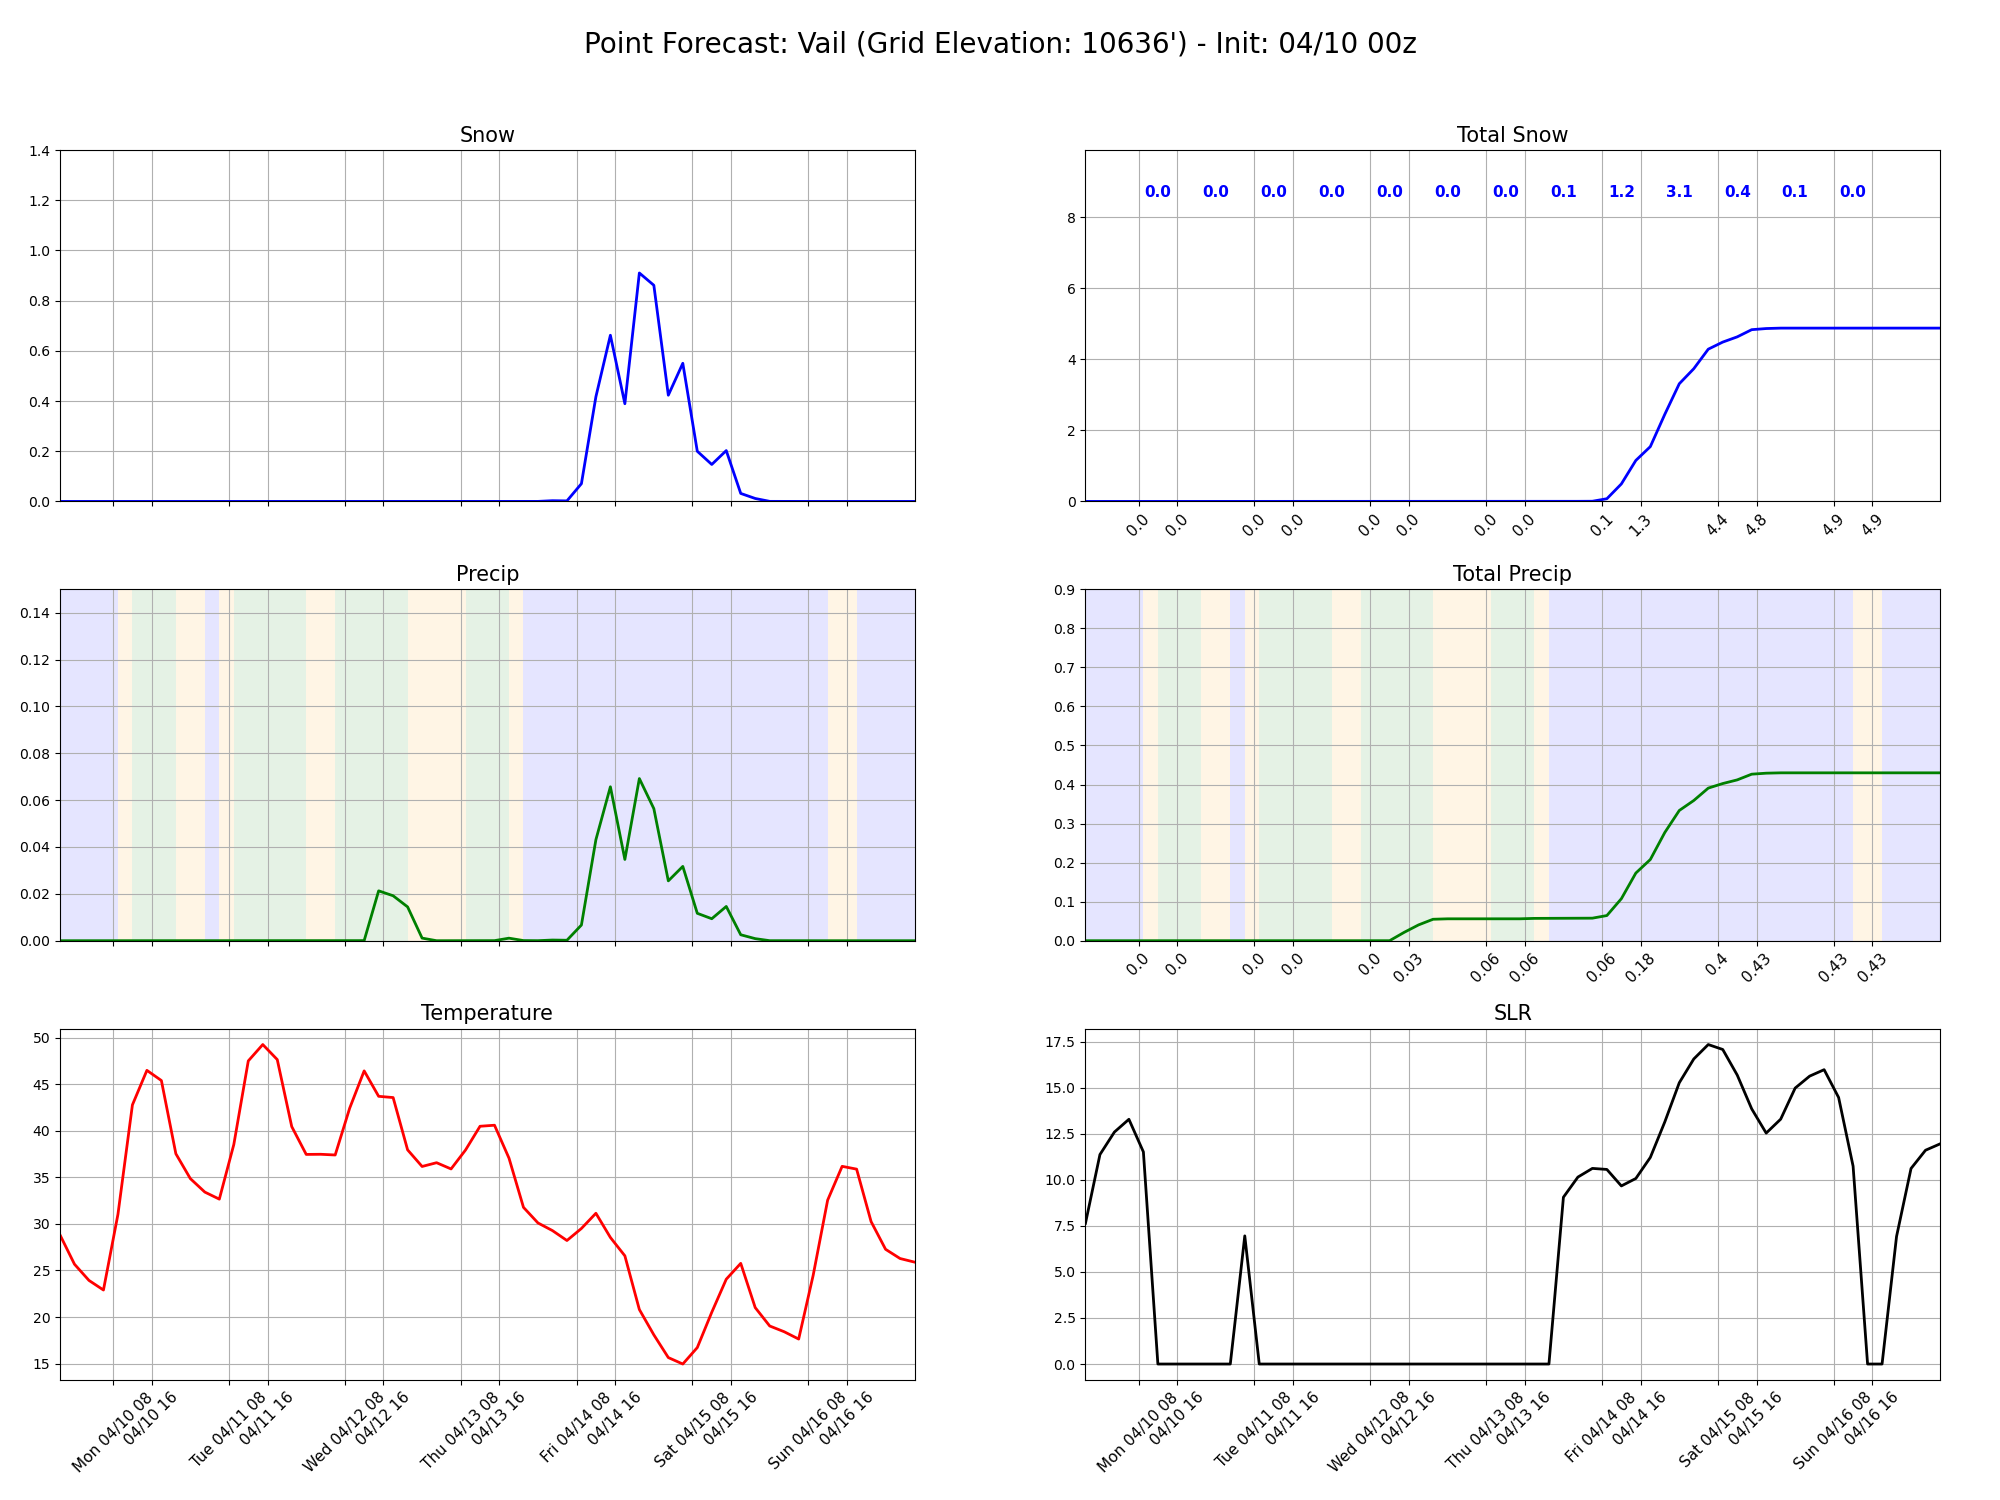 Point Forecast: Vail (Grid Elevation: 10636') - Init: 04/10 00z
Snow
1.4
1.2
1.0
0.8
0.6
0.4
0.2
0.0
Total Snow
0.0 0.0 0.0 0.0 0.0 0.0 0.0 0.1 1.2 3.1 0.4 0.1 0.0
8
6
4
2
0
0.0 0.0 0.0 0.0 0.0 0.0 0.0 0.0 0.1 1.3 4.4 4.8 4.9 4.9
Precip
0.14
0.12
0.10
0.08
0.06
0.04
0.02
0.00
Total Precip
0.9
0.8
0.7
0.6
0.5
0.4
0.3
0.2
0.1
0.0
0.0 0.0 0.0 0.0 0.0 0.03 0.06 0.06 0.06 0.18 0.4 0.43 0.43 0.43
Temperature
50
45
40
35
30
25
20
15
Mon 04/10 08
04/10 16
Tue 04/11 08
04/11 16
Wed 04/12 08
04/12 16
Thu 04/13 08
04/13 16
Fri 04/14 08
04/14 16
Sat 04/15 08
04/15 16
Sun 04/16 08
04/16 16
SLR
17.5
15.0
12.5
10.0
7.5
5.0
2.5
0.0
Mon 04/10 08
04/10 16
Tue 04/11 08
04/11 16
Wed 04/12 08
04/12 16
Thu 04/13 08
04/13 16
Fri 04/14 08
04/14 16
Sat 04/15 08
04/15 16
Sun 04/16 08
04/16 16